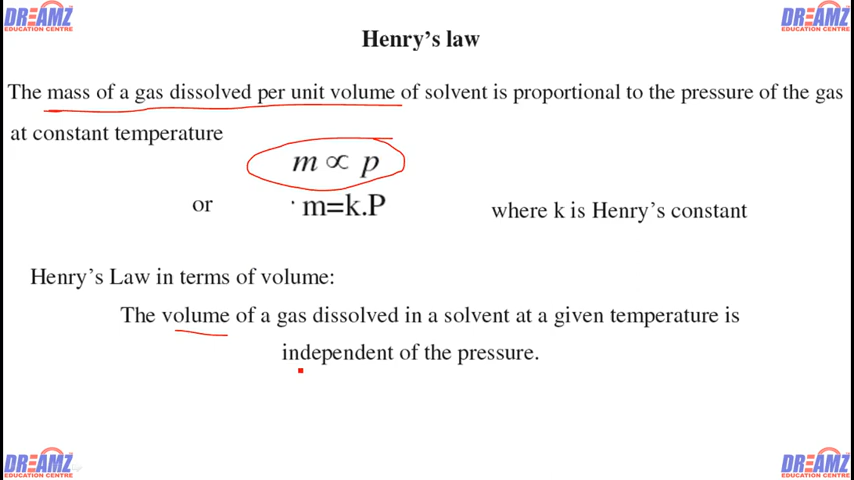 DREAMZ
EDUCATION CENTRE
DREAMZ
EDUCATION CENTRE
Henry's law
The mass of a gas dissolved per unit volume of solvent is proportional to the pressure of the gas
at constant temperature
m ∝ p
or m=k.P where k is Henry's constant
Henry's Law in terms of volume:
The volume of a gas dissolved in a solvent at a given temperature is
independent of the pressure.
DREAMZ
EDUCATION CENTRE
DREAMZ
EDUCATION CENTRE